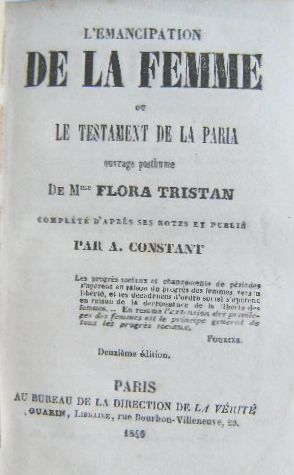 L'ÉMANCIPATION
DE LA FEMME
OU
LE TESTAMENT DE LA PARIA
ouvrage posthume
DE Mme FLORA TRISTAN
COMPLÉTÉ D'APRÈS SES NOTES ET PUBLIÉ
PAR A. CONSTANT
Les progrès sociaux et changements de périodes
s'opèrent en raison du progrès des femmes vers la
liberté, et les décadences d'ordre social s'opèrent
en raison de la décroissance de la liberté des
femmes.... En résumé l'extension des privilé-
ges des femmes est le principe général de
tous les progrès sociaux.
FOURIER.
Deuxième édition.
PARIS
AU BUREAU DE LA DIRECTION DE LA VÉRITÉ
GUARIN, LIBRAIRE, rue Bourbon-Villeneuve, 29.
1846